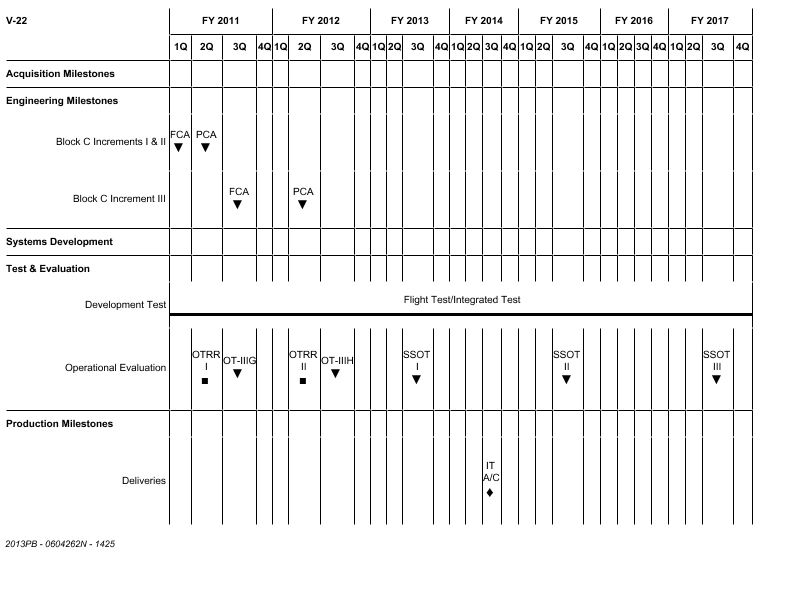 V-22 FY 2011 FY 2012 FY 2013 FY 2014 FY 2015 FY 2016 FY 2017
1Q 2Q 3Q 4Q 1Q 2Q 3Q 4Q 1Q 2Q 3Q 4Q 1Q 2Q 3Q 4Q 1Q 2Q 3Q 4Q 1Q 2Q 3Q 4Q 1Q 2Q 3Q 4Q
Acquisition Milestones
Engineering Milestones
FCA PCA
Block C Increments I & II
FCA PCA
Block C Increment III
Systems Development
Test & Evaluation
Flight Test/Integrated Test
Development Test
OTRR OTRR SSOT SSOT SSOT
OT-IIIG OT-IIIH
Operational Evaluation I II I II III
Production Milestones
IT
A/C
Deliveries
2013PB - 0604262N - 1425